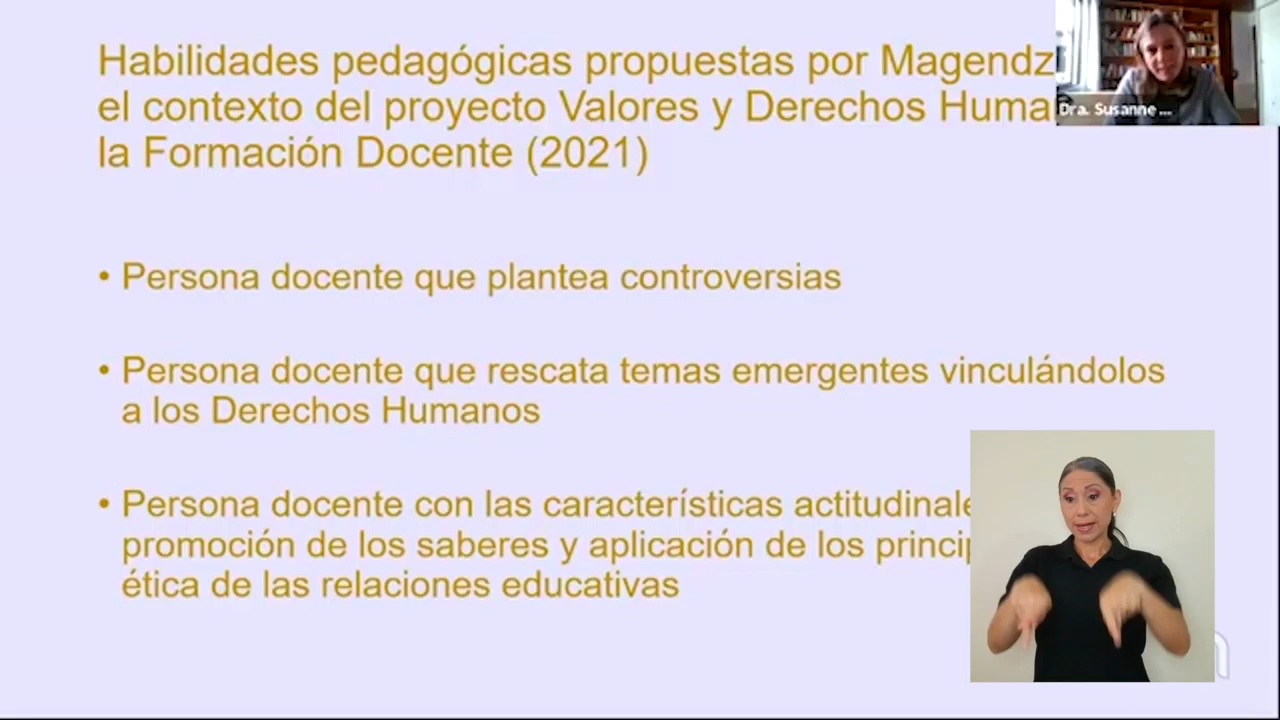 Habilidades pedagógicas propuestas por Magendz
el contexto del proyecto Valores y Derechos Huma
la Formación Docente (2021)
Dra. Susanne ...
• Persona docente que plantea controversias
• Persona docente que rescata temas emergentes vinculándolos
a los Derechos Humanos
• Persona docente con las características actitudinale
promoción de los saberes y aplicación de los princip
ética de las relaciones educativas